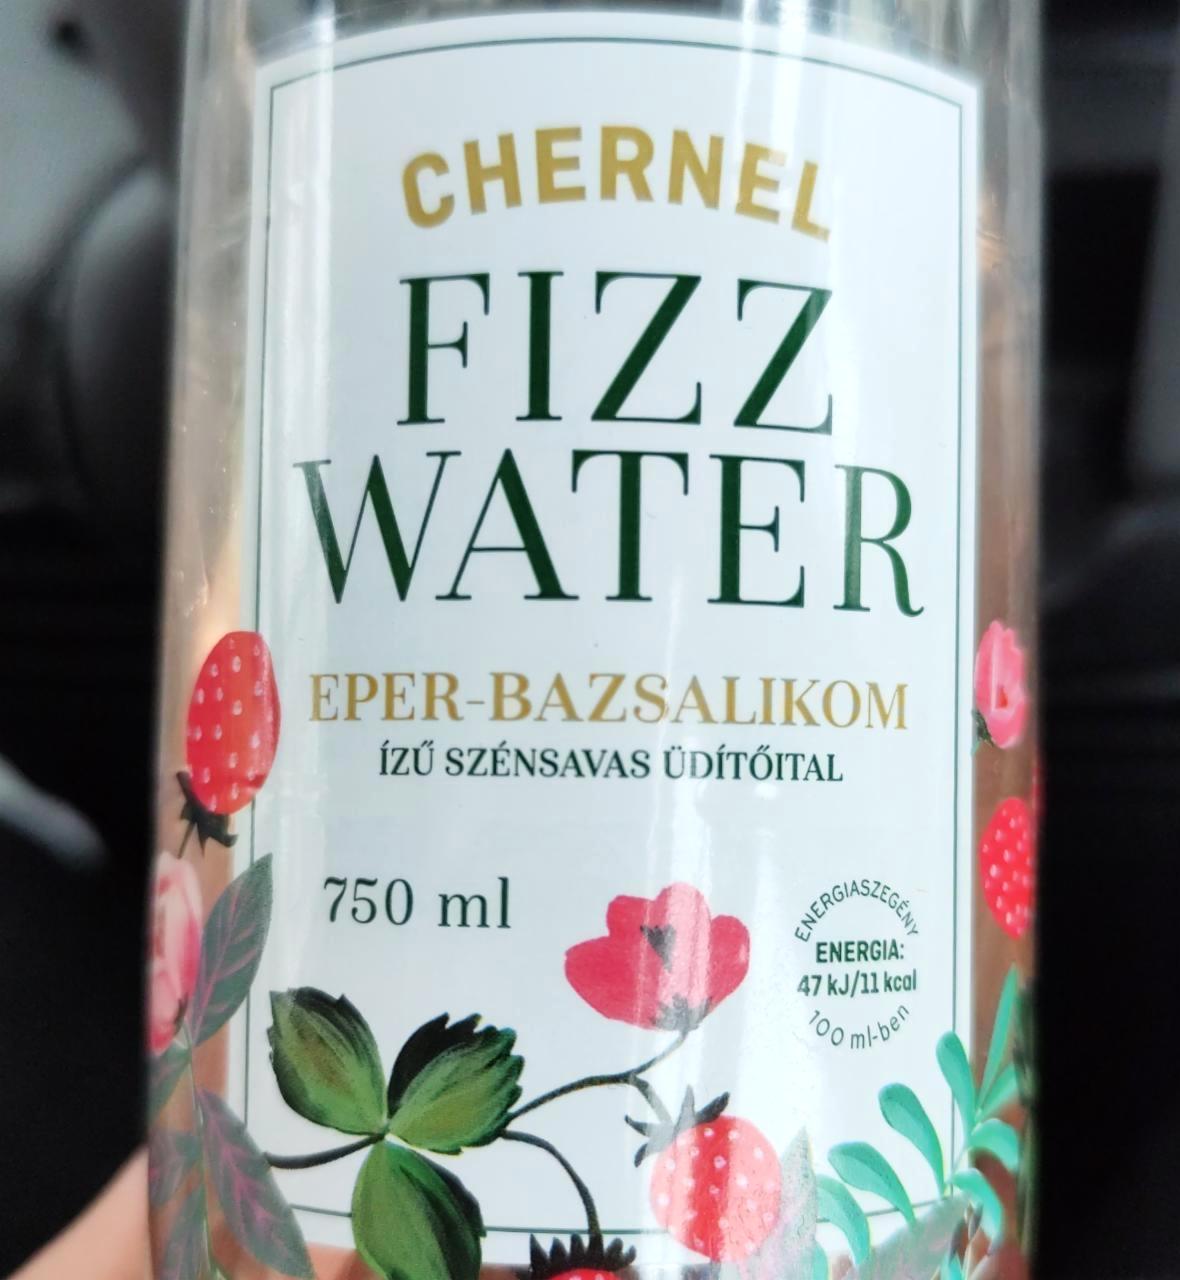 CHERNEL
FIZZ
WATER
EPER-BAZSALIKOM
ÍZŰ SZÉNSAVAS ÜDÍTŐITAL
750 ml
ENERGIASZEGÉNY
ENERGIA:
47 kJ/11 kcal
100 ml-ben